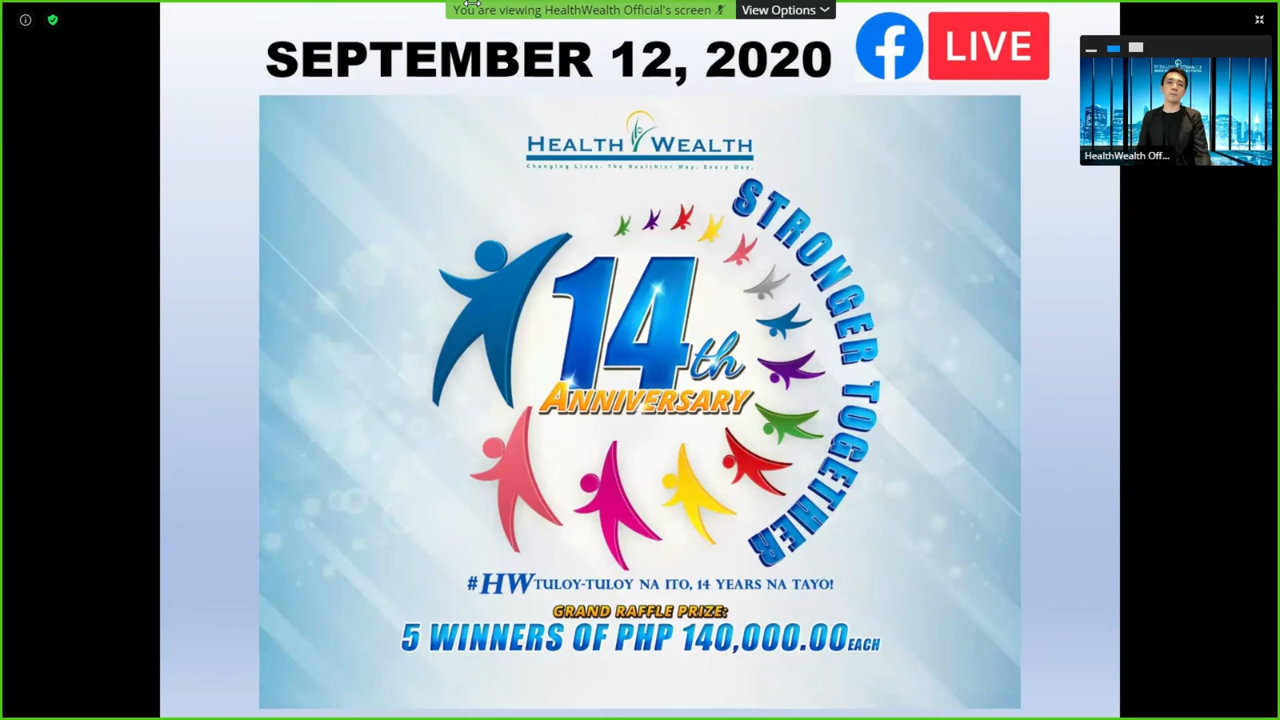 You are viewing HealthWealth Official's screen
View Options
SEPTEMBER 12, 2020
f LIVE
HEALTH WEALTH
Changing Lives. The Healthier Way. Every Day.
STRONGER TOGETHER
14th
ANNIVERSARY
#HW TULOY-TULOY NA ITO, 14 YEARS NA TAYO!
GRAND RAFFLE PRIZE:
5 WINNERS OF PHP 140,000.00 EACH
HealthWealth Off...